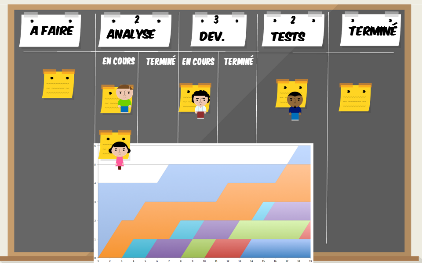 A FAIRE
2
ANALYSE
3
DEV.
2
TESTS
TERMINÉ
EN COURS
TERMINÉ
EN COURS
TERMINÉ